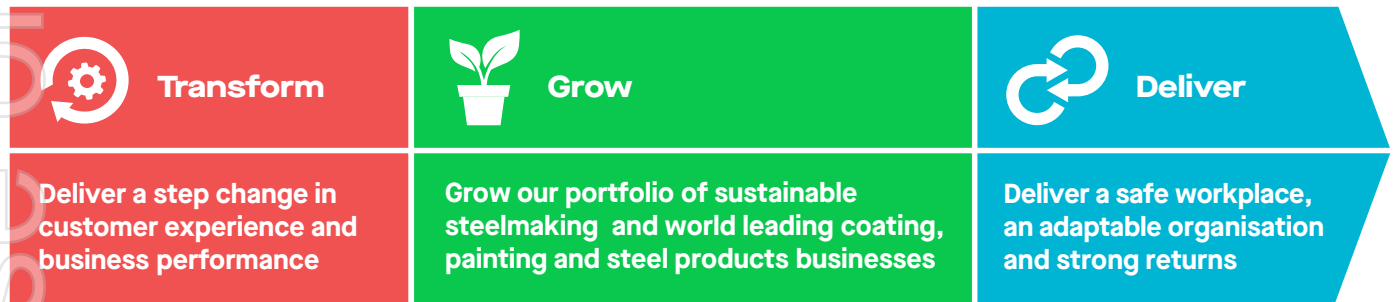 Transform
Grow
Deliver
Deliver a step change in
customer experience and
business performance
Grow our portfolio of sustainable
steelmaking and world leading coating,
painting and steel products businesses
Deliver a safe workplace,
an adaptable organisation
and strong returns